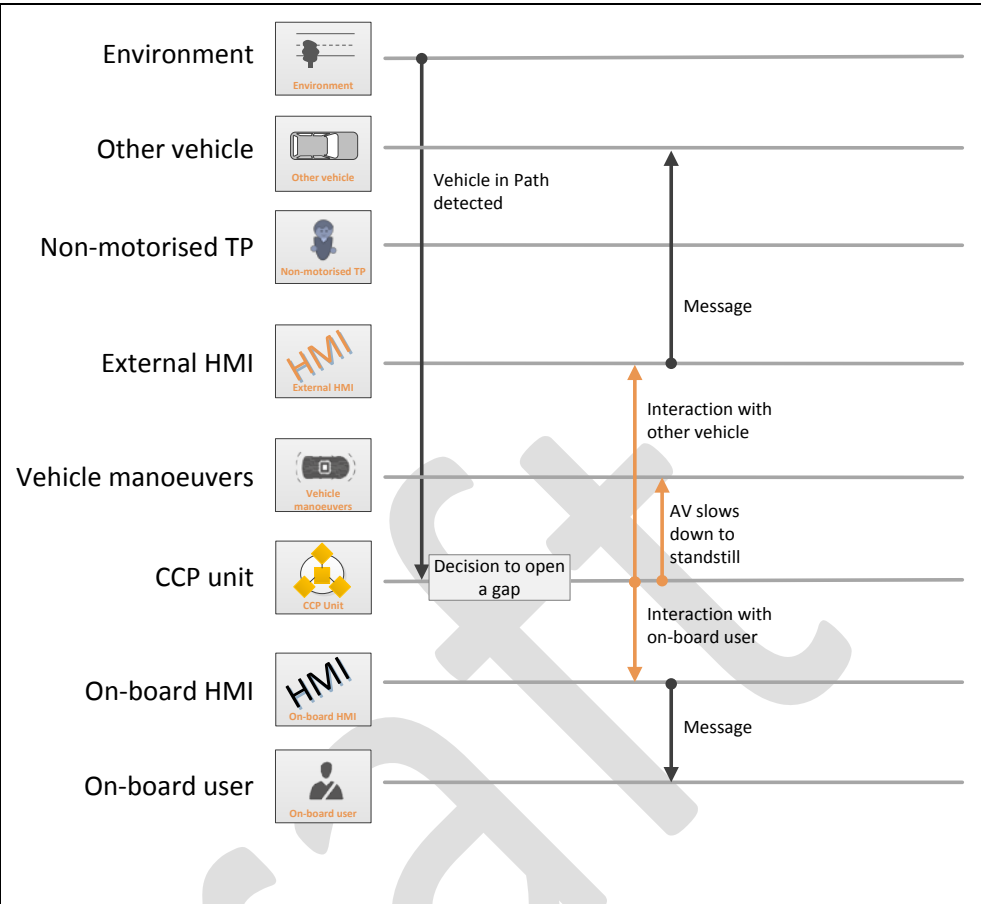 Environment
Environment
Other vehicle
Other vehicle
Vehicle in Path
detected
Non-motorised TP
Non-motorised TP
Message
External HMI
HMI
External HMI
Interaction with
other vehicle
Vehicle manoeuvers
Vehicle
manoeuvers
AV slows
down to
standstill
CCP unit
CCP Unit
Decision to open
a gap
Interaction with
on-board user
On-board HMI
HMI
On-board HMI
Message
On-board user
On-board user
aft